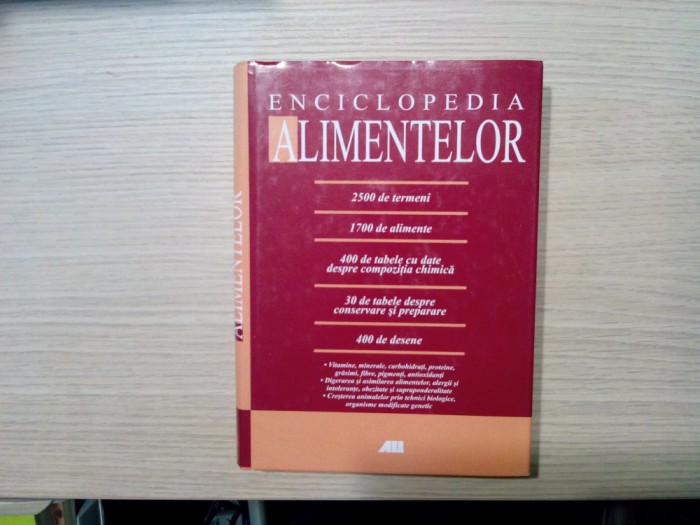 ENCICLOPEDIA
ALIMENTELOR
2500 de termeni
1700 de alimente
400 de tabele cu date
despre compoziția chimică
30 de tabele despre
conservare și preparare
400 de desene
• Vitamine, minerale, carbohidrați, proteine,
grăsimi, fibre, pigmenți, antioxidanți
• Digerarea și asimilarea alimentelor, alergii și
intoleranțe, obezitate și supraponderalitate
• Creșterea animalelor prin tehnici biologice,
organisme modificate genetic
ALL
ALIMENTELOR